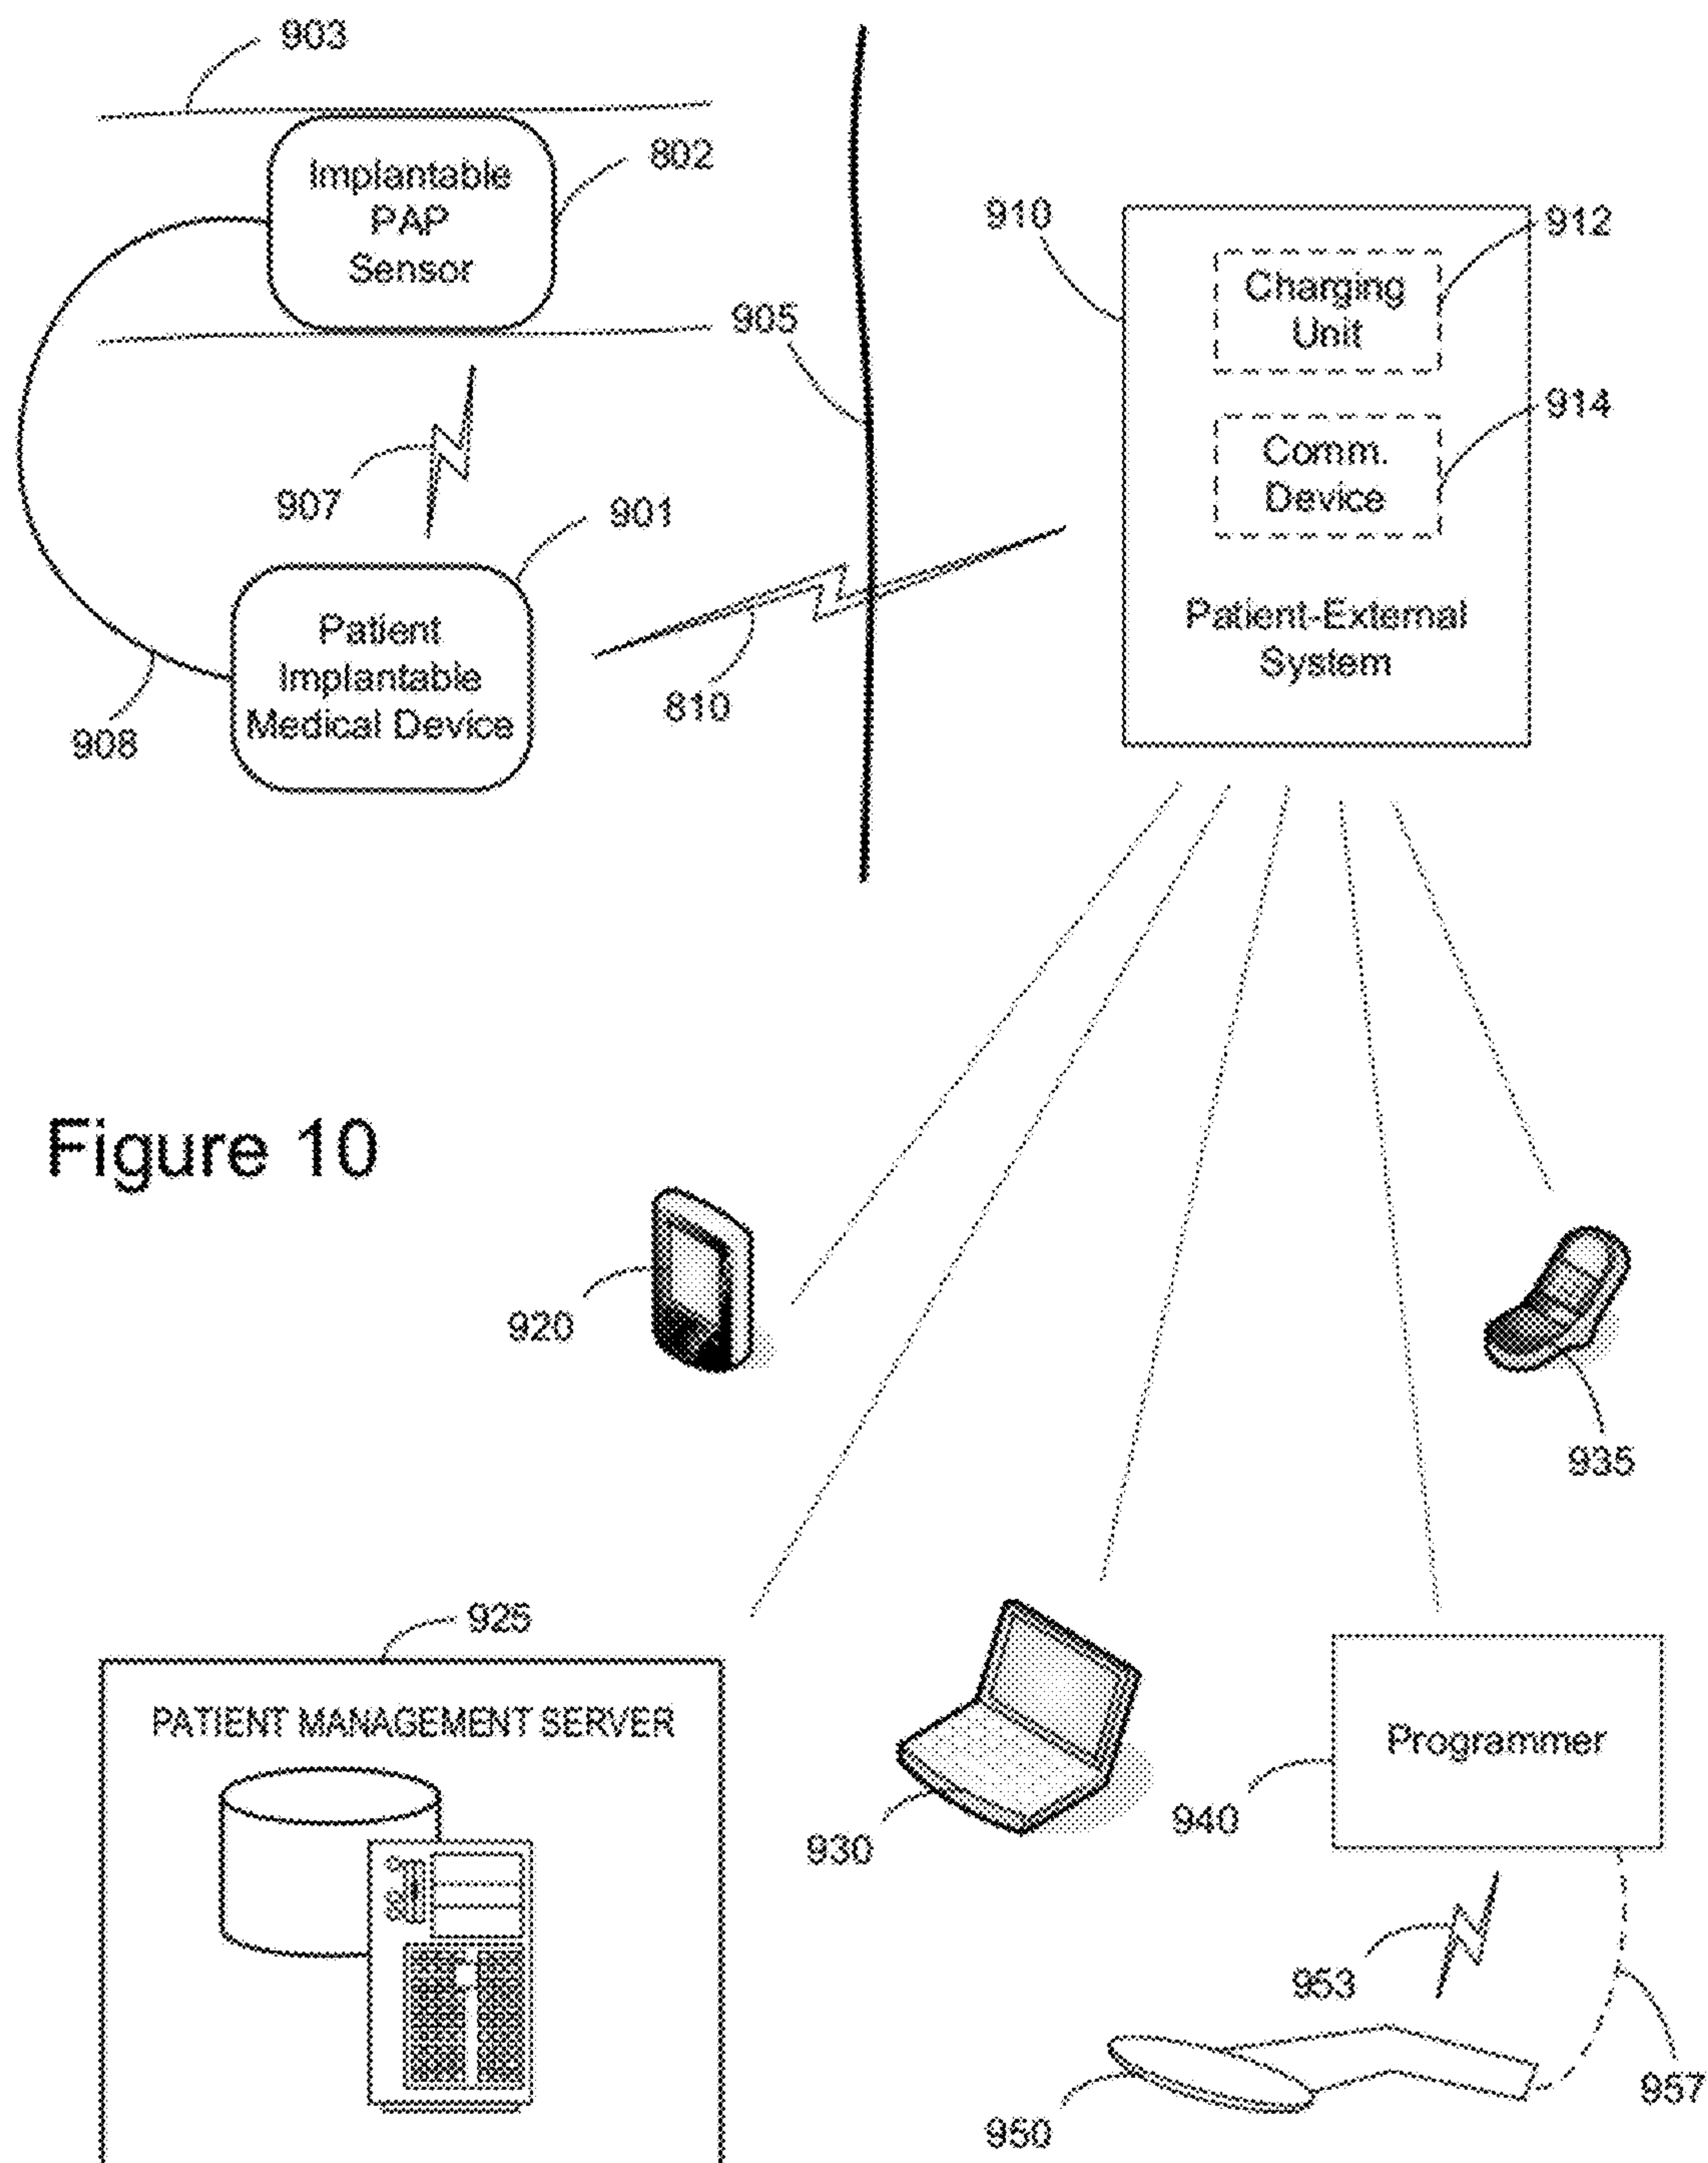 903
Implantable
PAP
Sensor
802
905
910
912
Charging
Unit
914
Comm.
Device
Patient-External
System
907
901
Patient
Implantable
Medical Device
908
810
Figure 10
920
935
925
PATIENT MANAGEMENT SERVER
930
940
Programmer
953
957
950